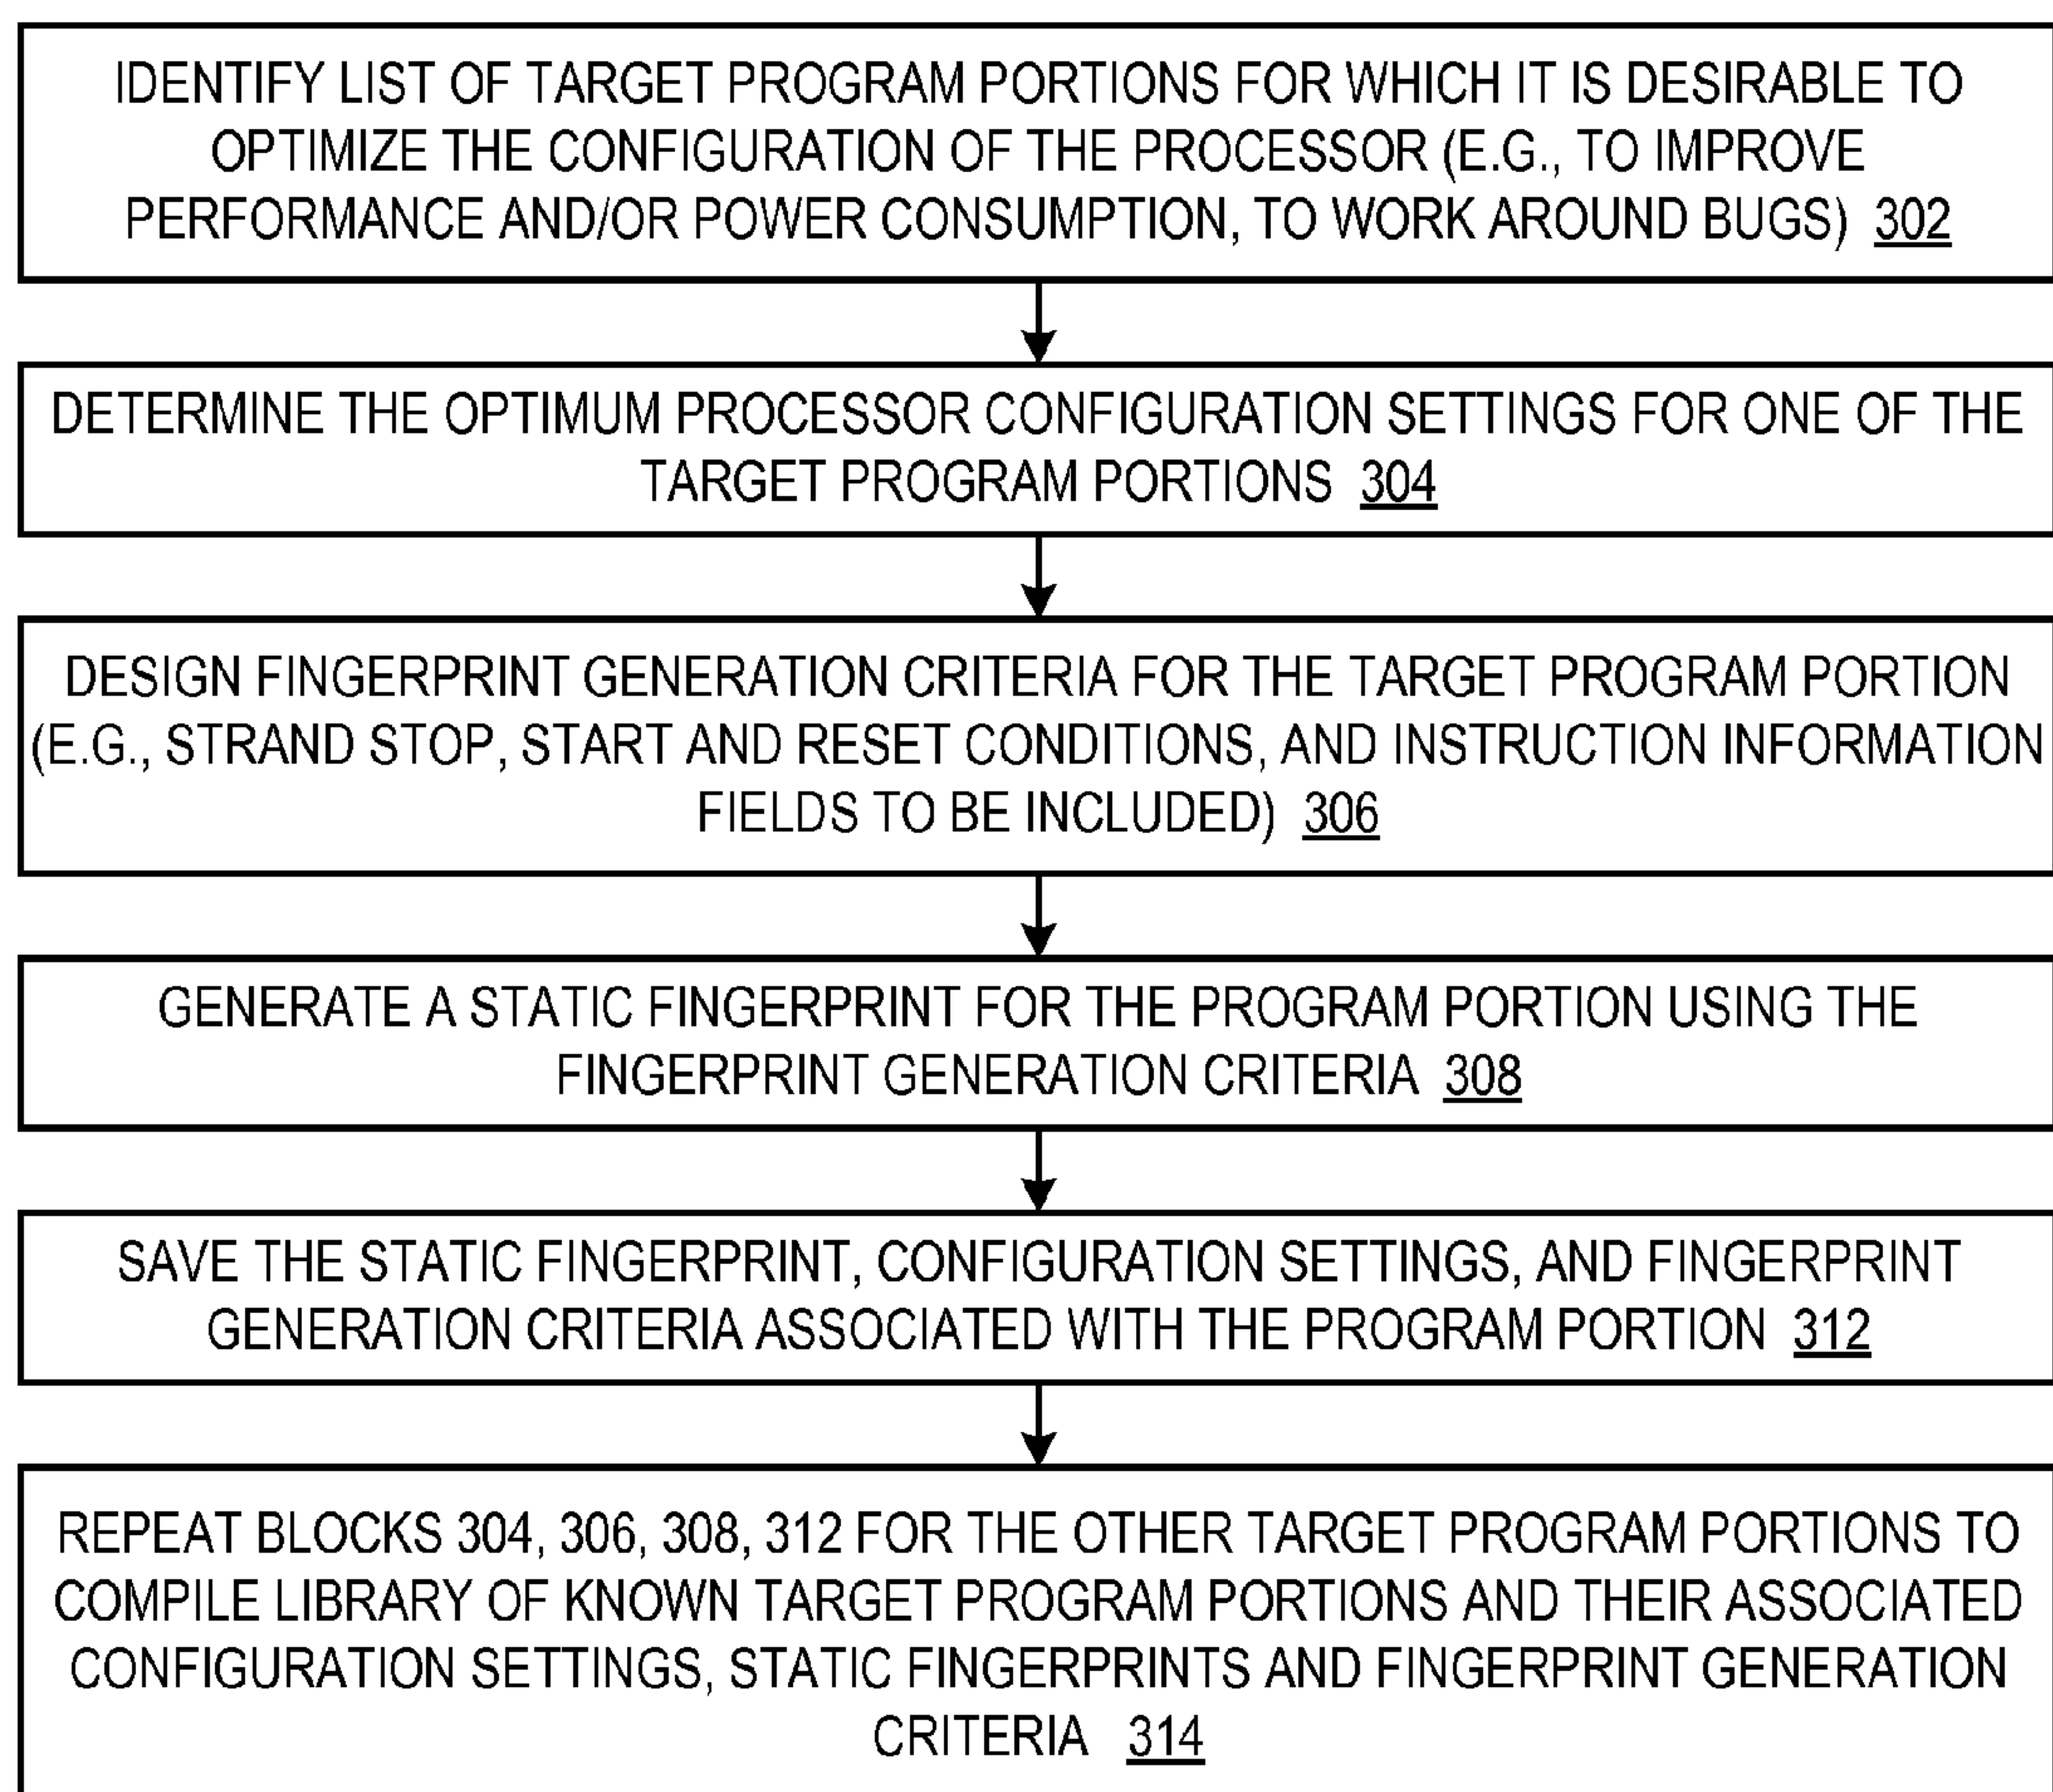 IDENTIFY LIST OF TARGET PROGRAM PORTIONS FOR WHICH IT IS DESIRABLE TO
OPTIMIZE THE CONFIGURATION OF THE PROCESSOR (E.G., TO IMPROVE
PERFORMANCE AND/OR POWER CONSUMPTION, TO WORK AROUND BUGS) 302
DETERMINE THE OPTIMUM PROCESSOR CONFIGURATION SETTINGS FOR ONE OF THE
TARGET PROGRAM PORTIONS 304
DESIGN FINGERPRINT GENERATION CRITERIA FOR THE TARGET PROGRAM PORTION
(E.G., STRAND STOP, START AND RESET CONDITIONS, AND INSTRUCTION INFORMATION
FIELDS TO BE INCLUDED) 306
GENERATE A STATIC FINGERPRINT FOR THE PROGRAM PORTION USING THE
FINGERPRINT GENERATION CRITERIA 308
SAVE THE STATIC FINGERPRINT, CONFIGURATION SETTINGS, AND FINGERPRINT
GENERATION CRITERIA ASSOCIATED WITH THE PROGRAM PORTION 312
REPEAT BLOCKS 304, 306, 308, 312 FOR THE OTHER TARGET PROGRAM PORTIONS TO
COMPILE LIBRARY OF KNOWN TARGET PROGRAM PORTIONS AND THEIR ASSOCIATED
CONFIGURATION SETTINGS, STATIC FINGERPRINTS AND FINGERPRINT GENERATION
CRITERIA 314